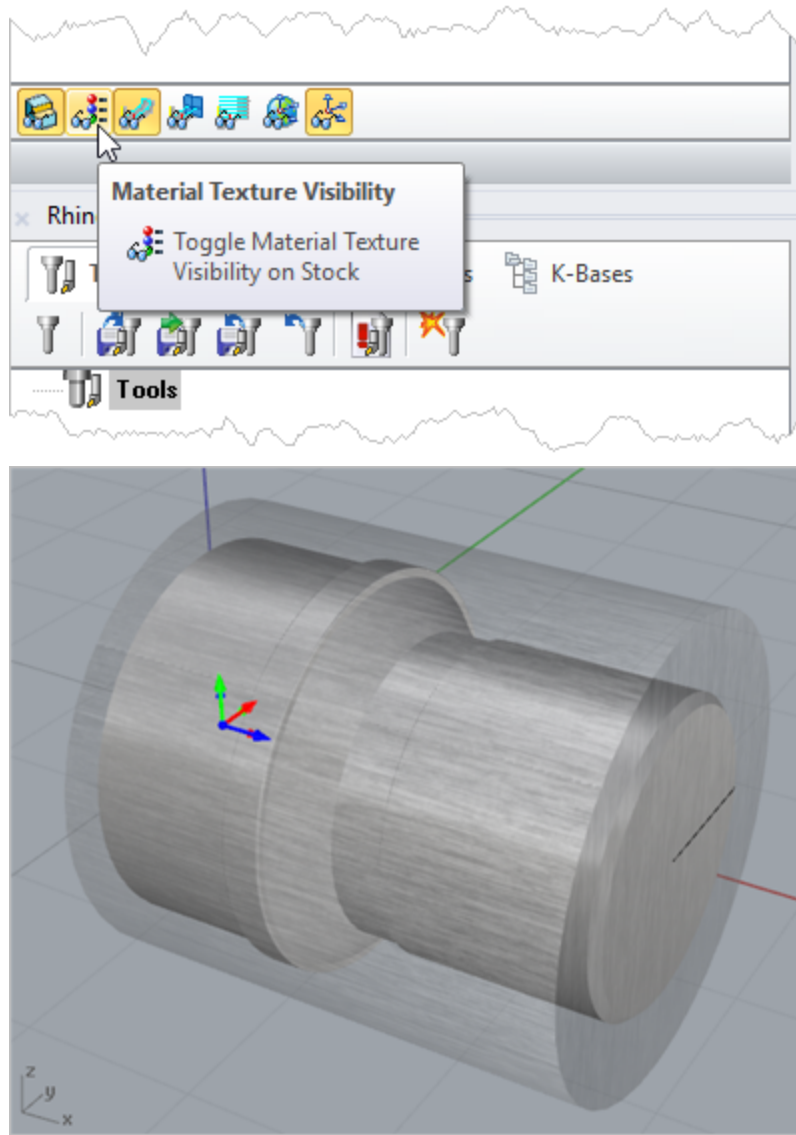 Material Texture Visibility
Rhin
Toggle Material Texture
Visibility on Stock
T
s
K-Bases
Tools
z
y
x